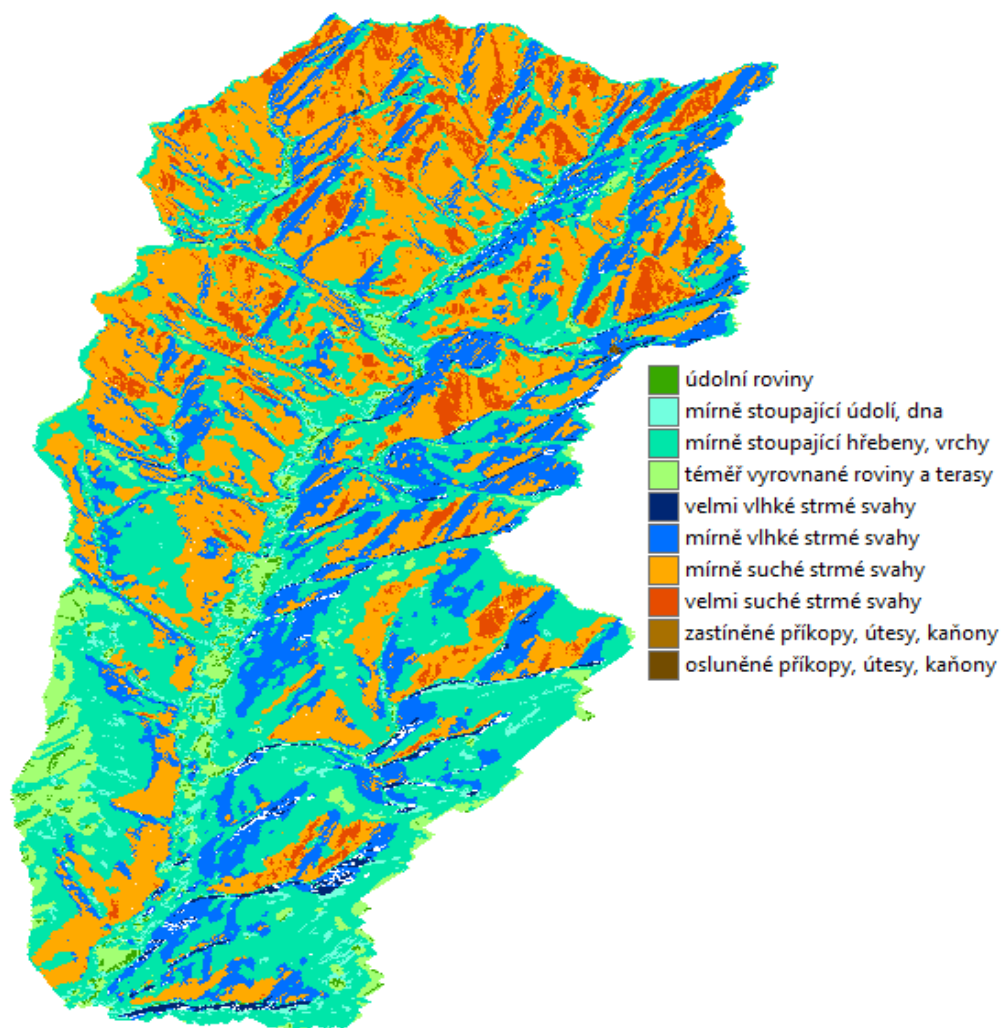 údolní roviny
mírně stoupající údolí, dna
mírně stoupající hřebeny, vrchy
téměř vyrovnané roviny a terasy
velmi vlhké strmé svahy
mírně vlhké strmé svahy
mírně suché strmé svahy
velmi suché strmé svahy
zastíněné příkopy, útesy, kaňony
osluněné příkopy, útesy, kaňony